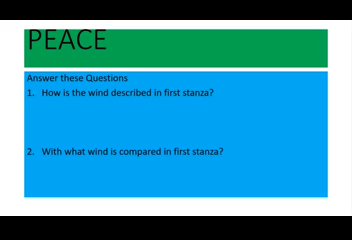 PEACE
Answer these Questions
1. How is the wind described in first stanza?
2. With what wind is compared in first stanza?